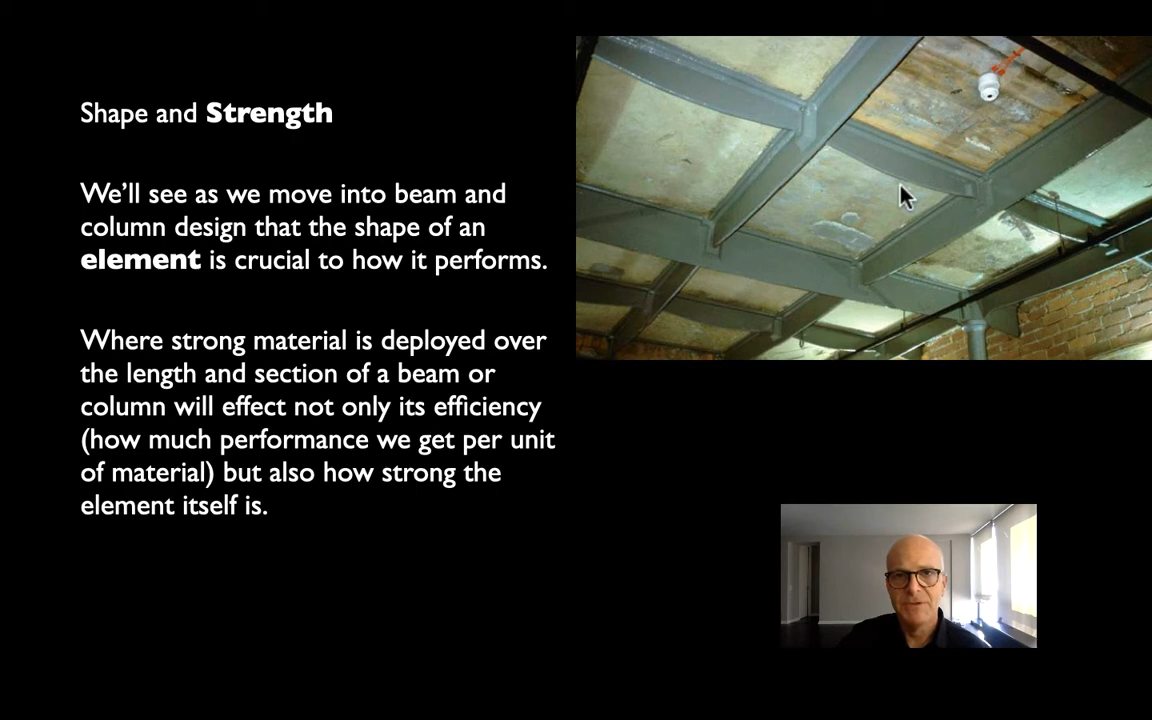 Shape and Strength
We’ll see as we move into beam and
column design that the shape of an
element is crucial to how it performs.
Where strong material is deployed over
the length and section of a beam or
column will effect not only its efficiency
(how much performance we get per unit
of material) but also how strong the
element itself is.